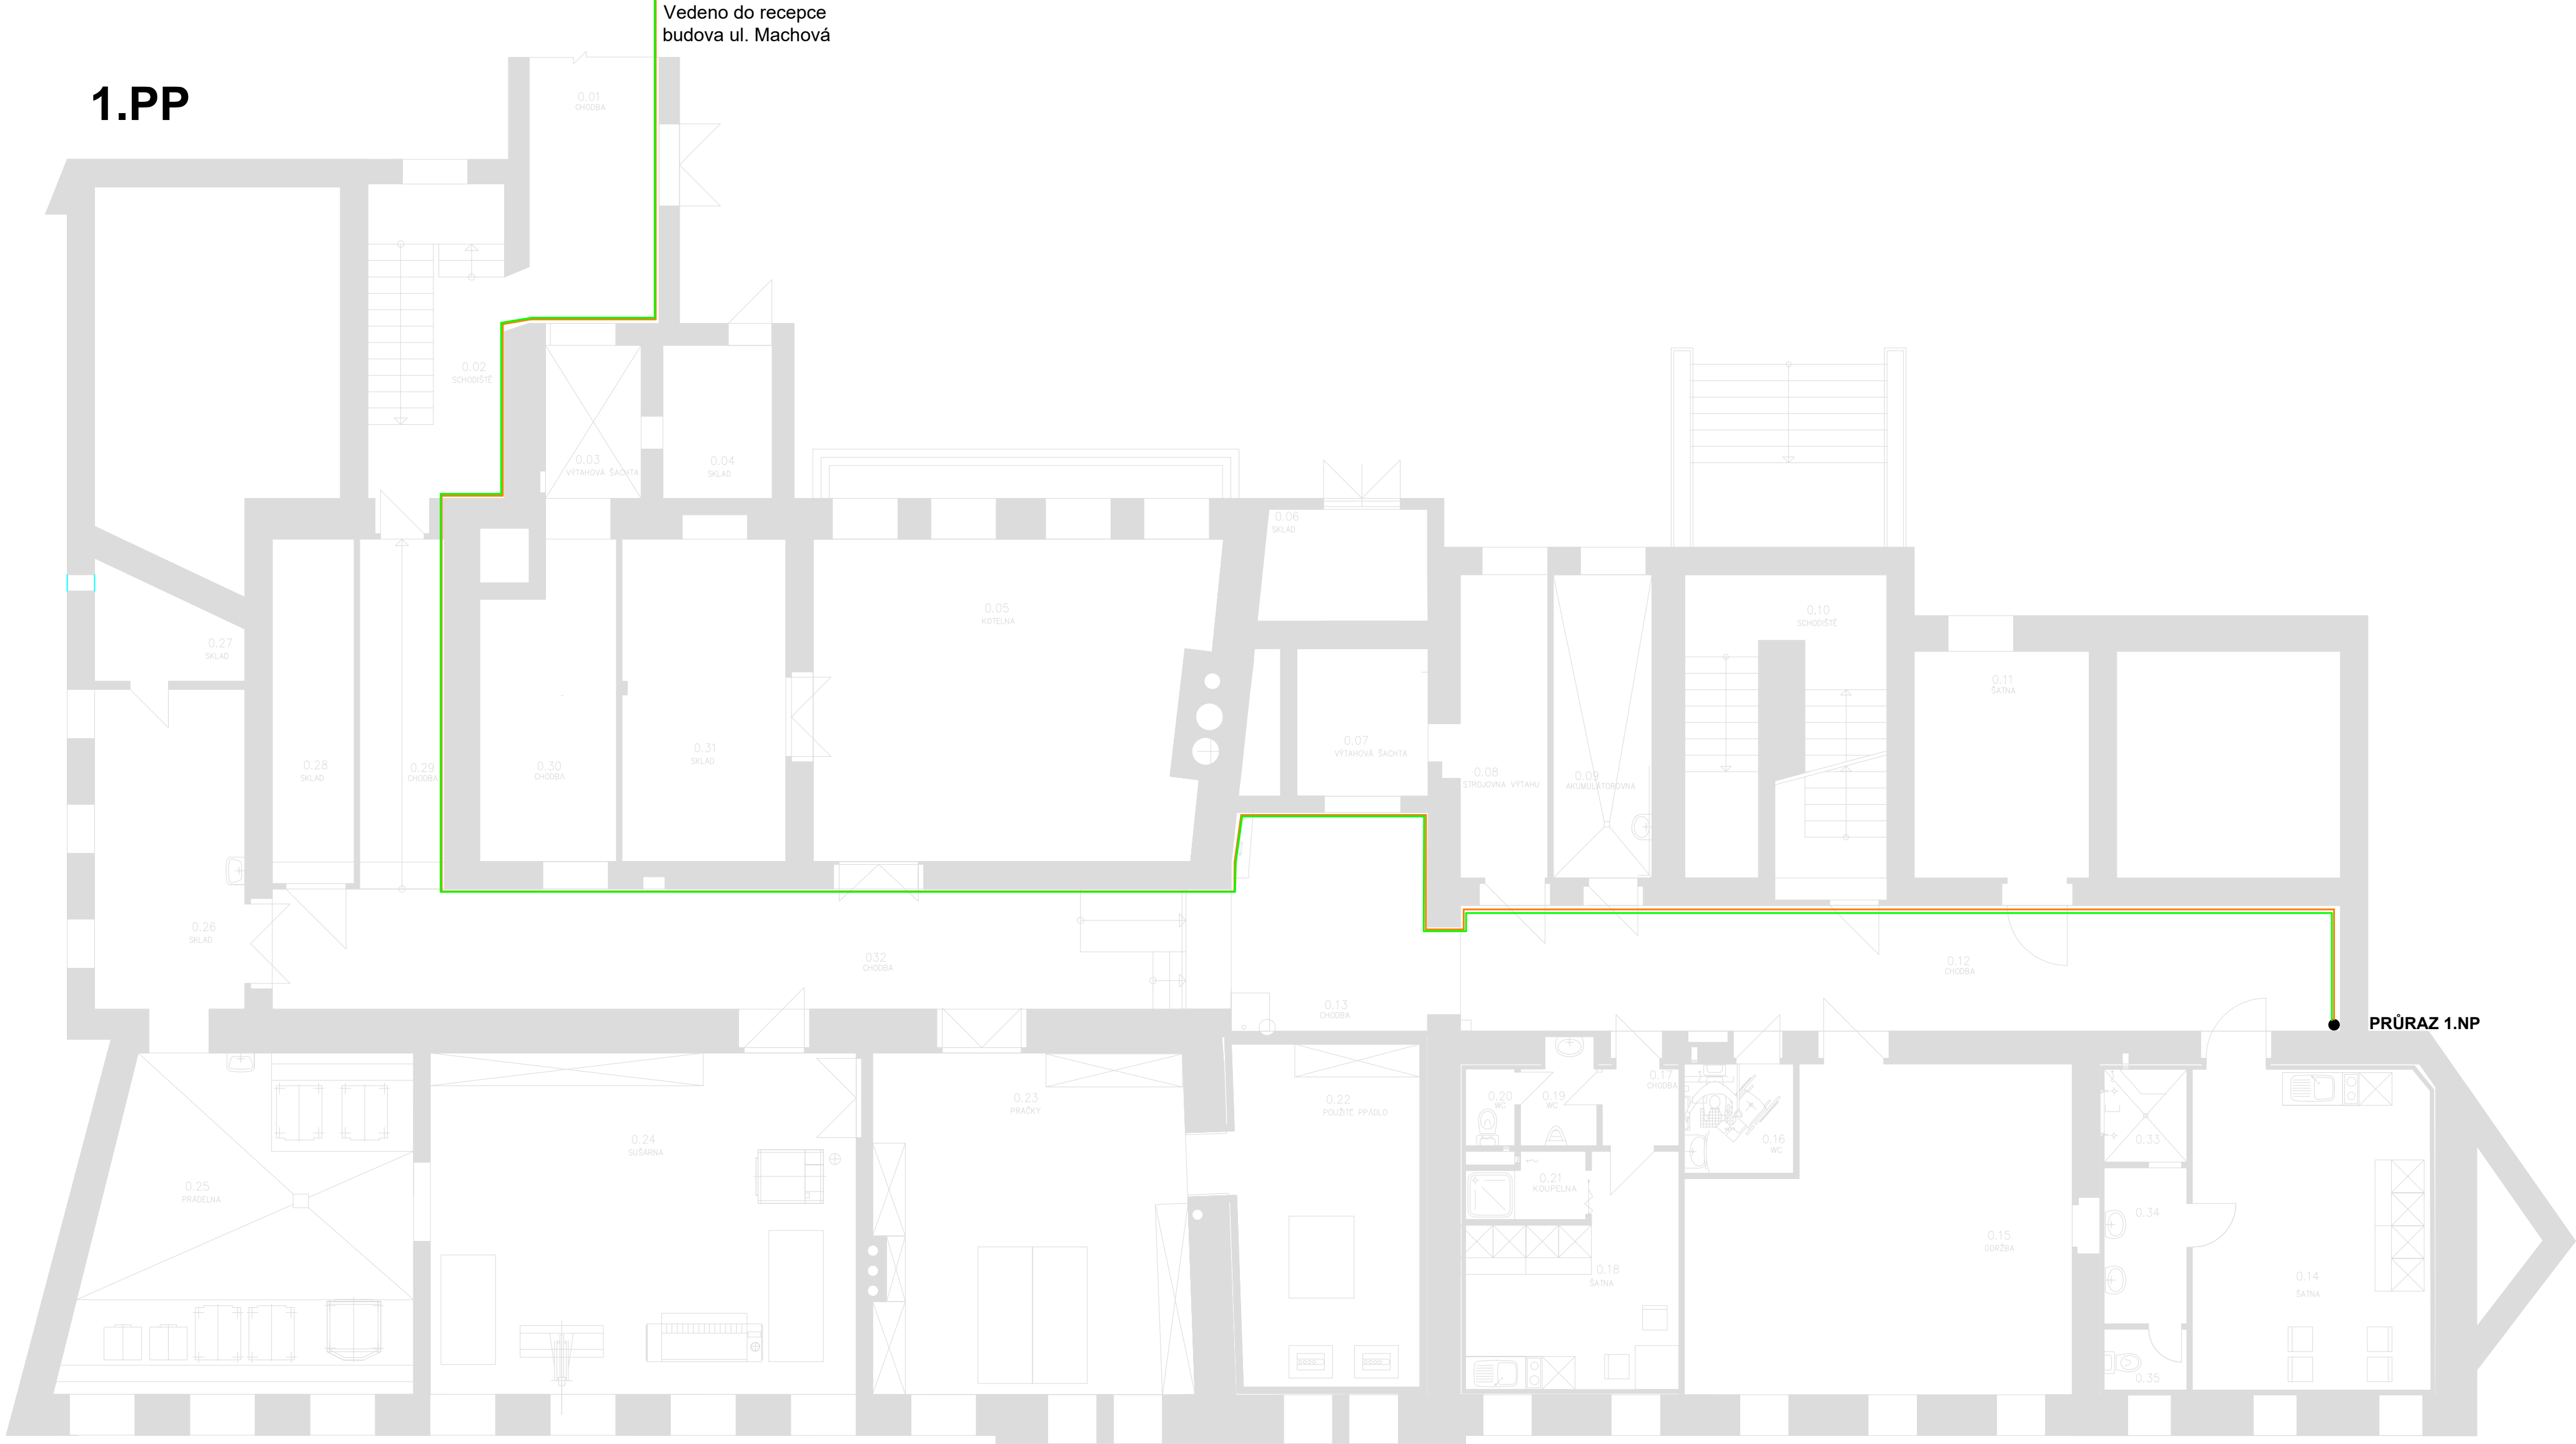 Vedeno do recepce
budova ul. Machová
1.PP
0.01
CHODBA
0.02
SCHODIŠTĚ
0.03
VÝTAHOVÁ ŠACHTA
0.04
SKLAD
0.06
SKLAD
0.05
KOTELNA
0.10
SCHODIŠTĚ
0.27
SKLAD
0.11
ŠATNA
0.07
VÝTAHOVÁ ŠACHTA
0.31
SKLAD
0.28
SKLAD
0.29
CHODBA
0.30
CHODBA
0.08
STROJOVNA VÝTAHU
0.09
AKUMULÁTOROVNA
0.26
SKLAD
032
CHODBA
0.12
CHODBA
0.13
CHODBA
PRŮRAZ 1.NP
0.17
CHODBA
0.20
WC
0.19
WC
0.23
PRAČKY
0.22
POUŽITÉ PPÁDLO
0.24
SUŠÁRNA
0.16
WC
0.33
0.25
PRÁDELNA
0.21
KOUPELNA
0.34
0.15
ÚDRŽBA
0.18
ŠATNA
0.14
ŠATNA
0.35